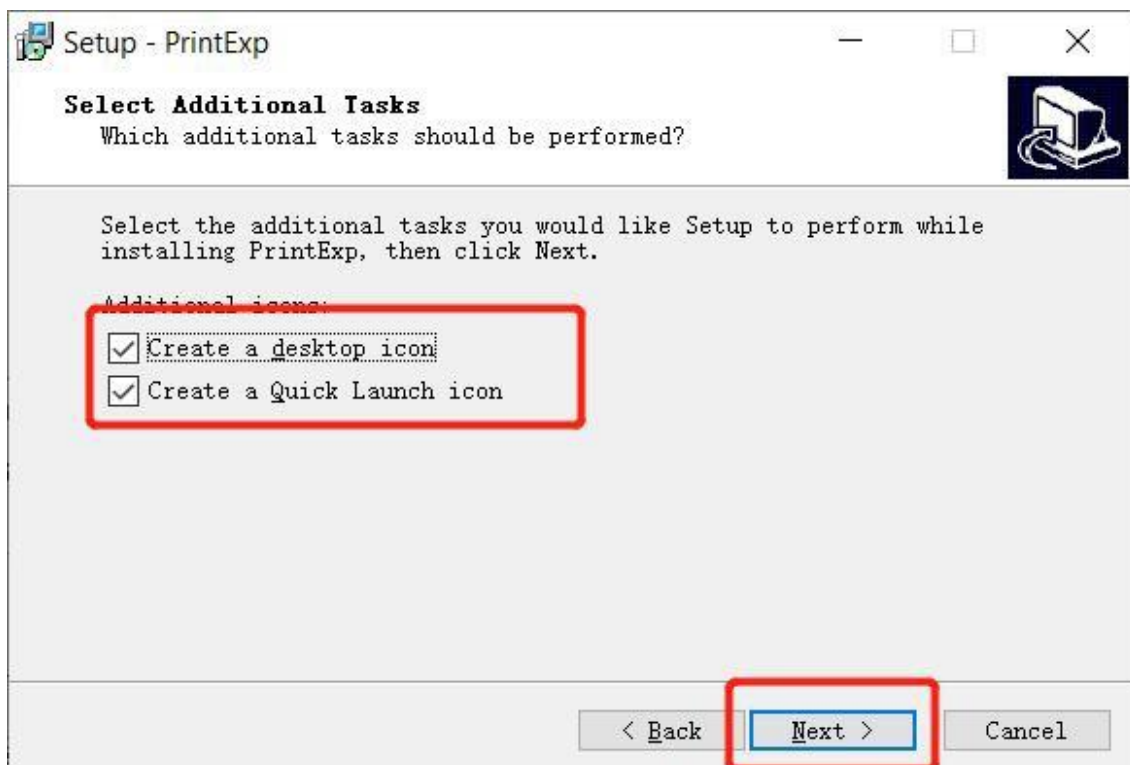 Setup - PrintExp
Select Additional Tasks
Which additional tasks should be performed?
Select the additional tasks you would like Setup to perform while
installing PrintExp, then click Next.
Additional icons:
Create a desktop icon
Create a Quick Launch icon
< Back
Next >
Cancel